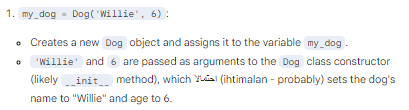 1. my_dog = Dog('Willie', 6) :
Creates a new Dog object and assigns it to the variable my_dog .
'Willie' and 6 are passed as arguments to the Dog class constructor
(likely __init__ method), which احتمالا (ihtimalan - probably) sets the dog's
name to "Willie" and age to 6.